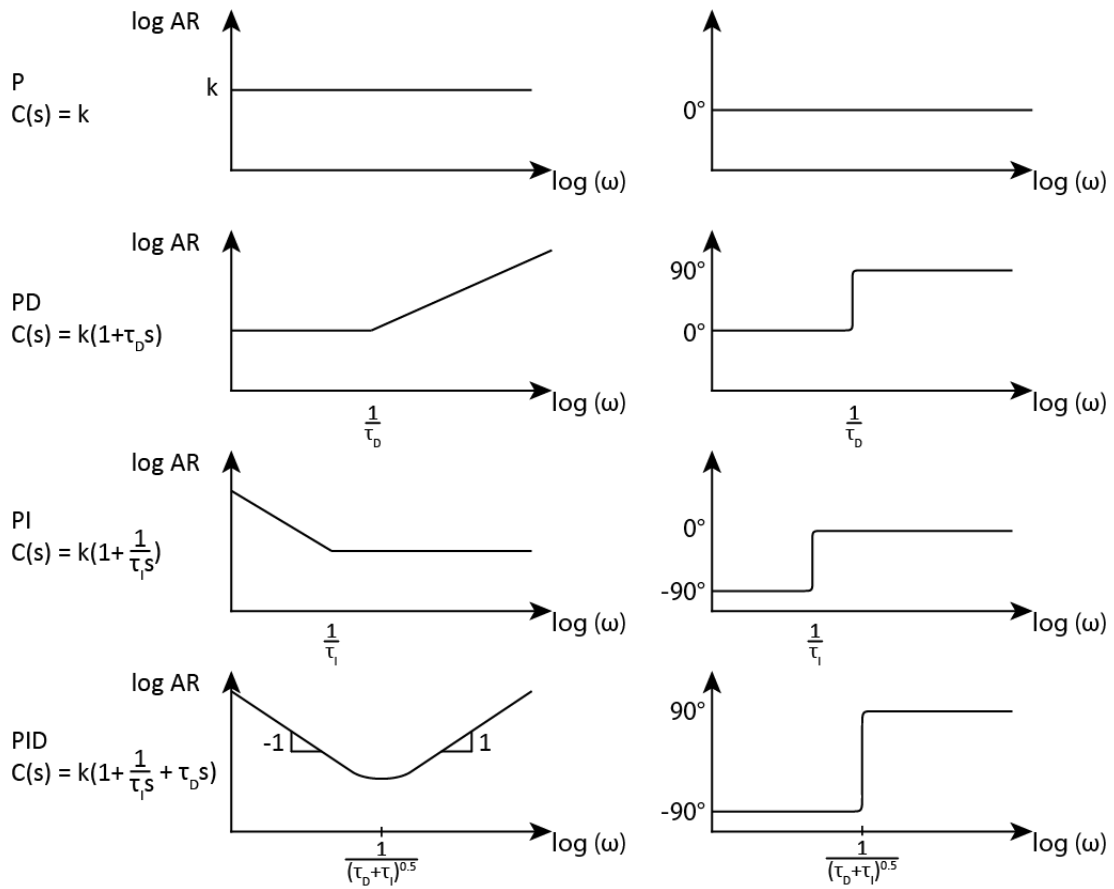 log AR
P
C(s) = k
k
log (ω)
0°
log (ω)
log AR
PD
C(s) = k(1+τ_D s)
log (ω)
1/τ_D
90°
0°
log (ω)
1/τ_D
log AR
PI
C(s) = k(1+ 1/τ_I s)
log (ω)
1/τ_I
0°
-90°
log (ω)
1/τ_I
log AR
PID
C(s) = k(1+ 1/τ_I s + τ_D s)
-1
1
log (ω)
1/(τ_D+τ_I)^0.5
90°
-90°
log (ω)
1/(τ_D+τ_I)^0.5